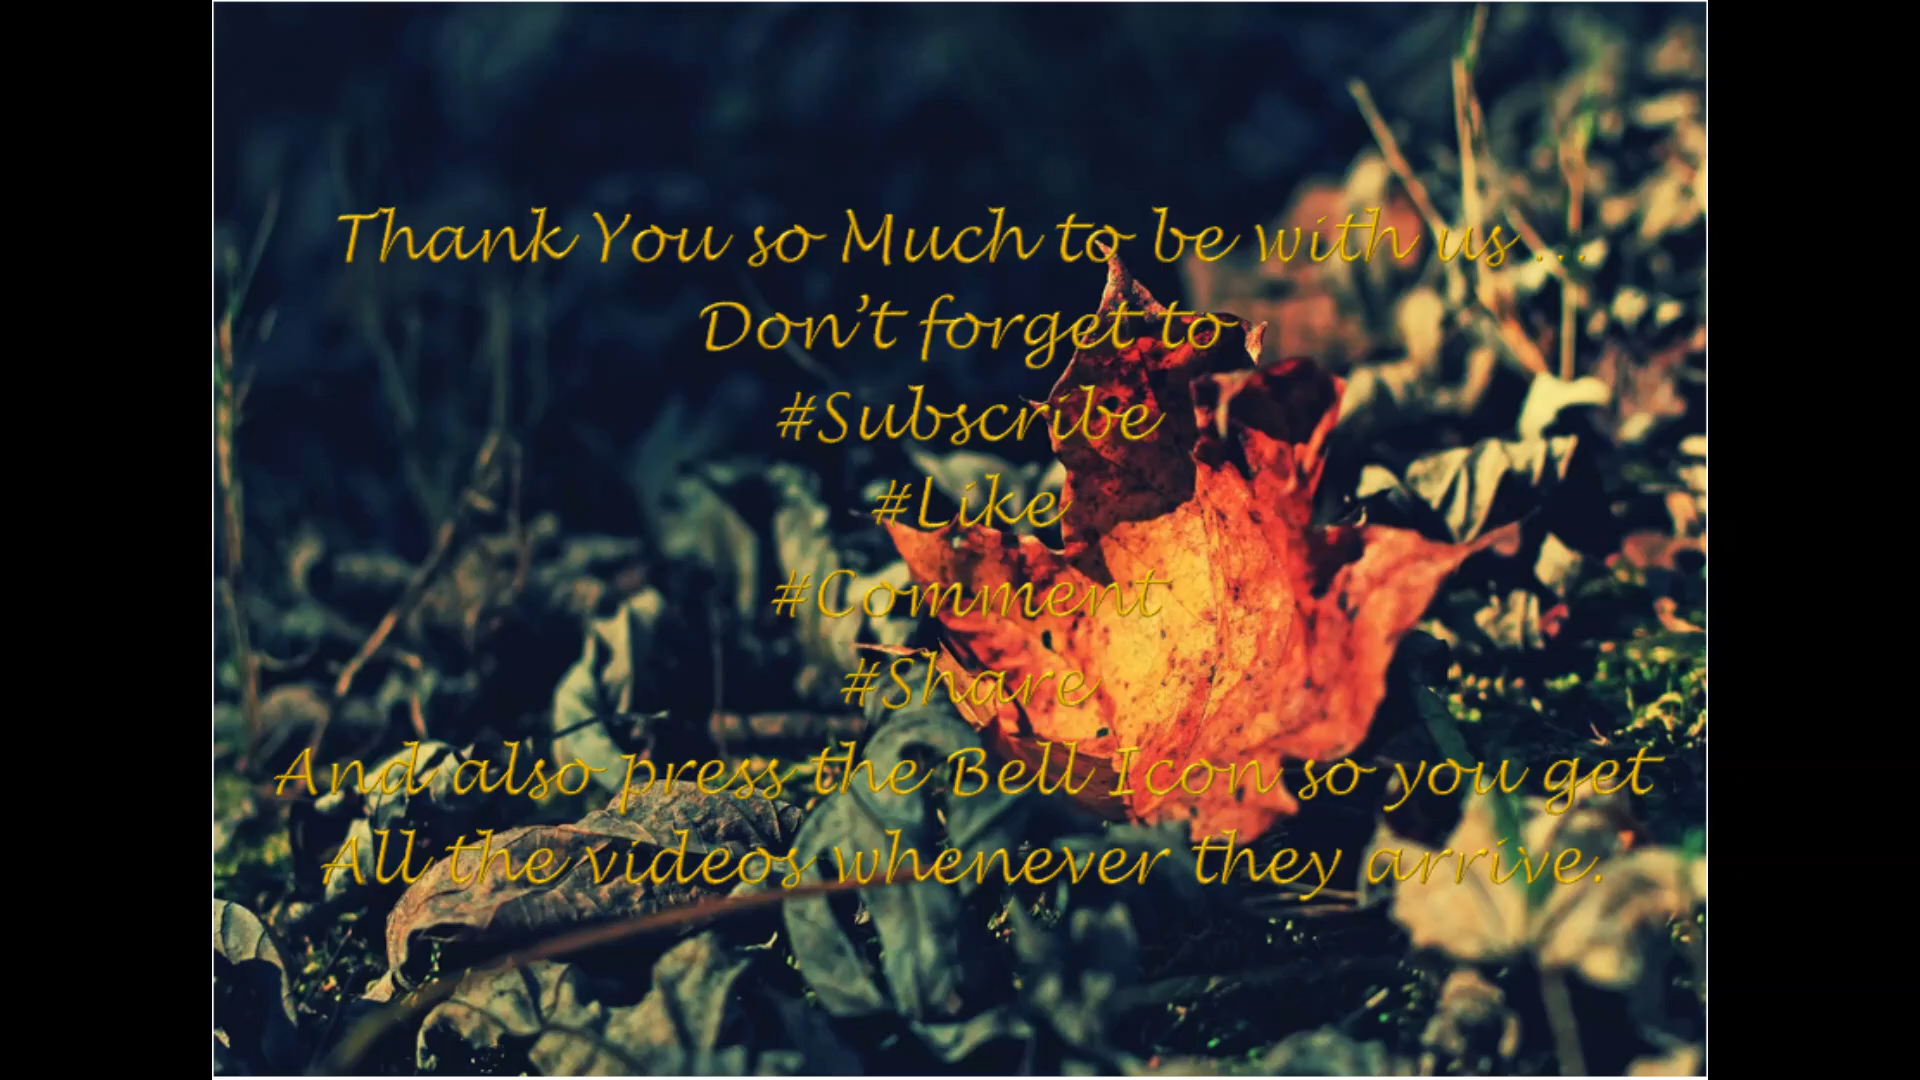 Thank You so Much to be with us ...
Don't forget to
#Subscribe
#Like
#Comment
#Share
And also press the Bell Icon so you get
All the videos whenever they arrive.